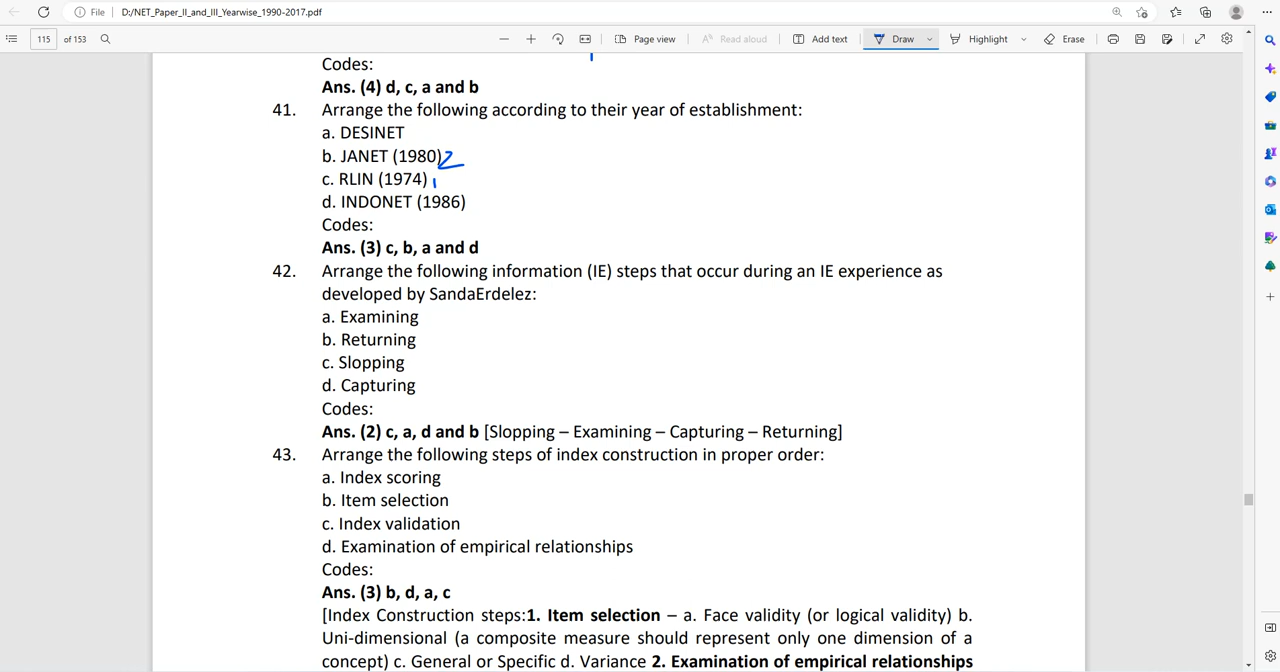 File
D:/NET_Paper_II_and_III_Yearwise_1990-2017.pdf
115 of 153
Page view
Read aloud
Add text
Draw
Highlight
Erase
Codes:
Ans. (4) d, c, a and b
41. Arrange the following according to their year of establishment:
a. DESINET
b. JANET (1980) 2
c. RLIN (1974) 1
d. INDONET (1986)
Codes:
Ans. (3) c, b, a and d
42. Arrange the following information (IE) steps that occur during an IE experience as
developed by SandaErdelez:
a. Examining
b. Returning
c. Slopping
d. Capturing
Codes:
Ans. (2) c, a, d and b [Slopping – Examining – Capturing – Returning]
43. Arrange the following steps of index construction in proper order:
a. Index scoring
b. Item selection
c. Index validation
d. Examination of empirical relationships
Codes:
Ans. (3) b, d, a, c
[Index Construction steps:1. Item selection – a. Face validity (or logical validity) b.
Uni-dimensional (a composite measure should represent only one dimension of a
concept) c. General or Specific d. Variance 2. Examination of empirical relationships